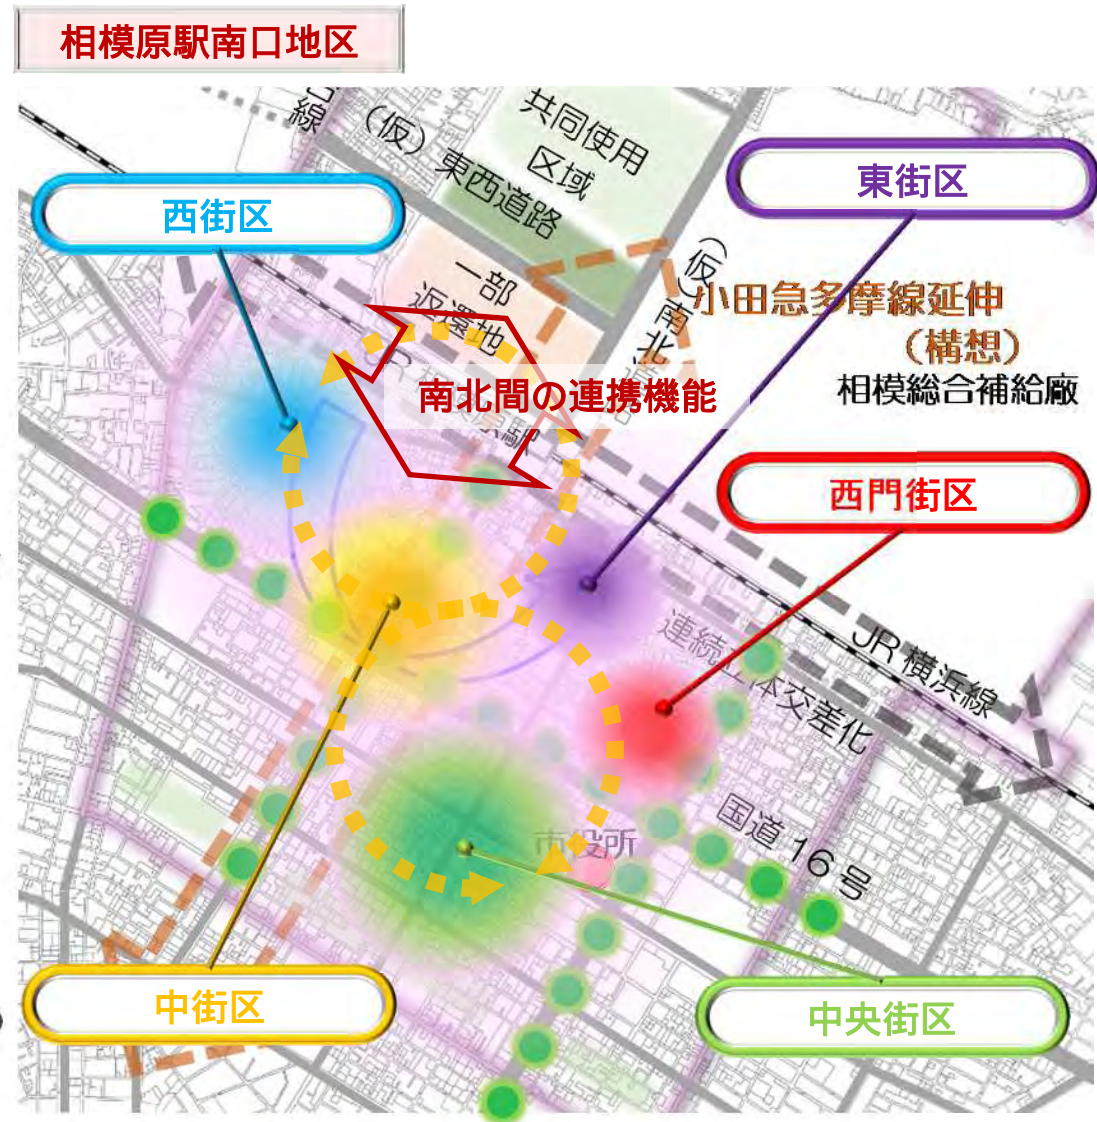 相模原駅南口地区
線
(仮)東西道路
共同使用
区域
東街区
西街区
一部
返還地
(仮)南北
小田急多摩線延伸
(構想)
相模総合補給廠
南北間の連携機能
駅
西門街区
連続立体交差化
JR横浜線
国道16号
市役所
中街区
中央街区